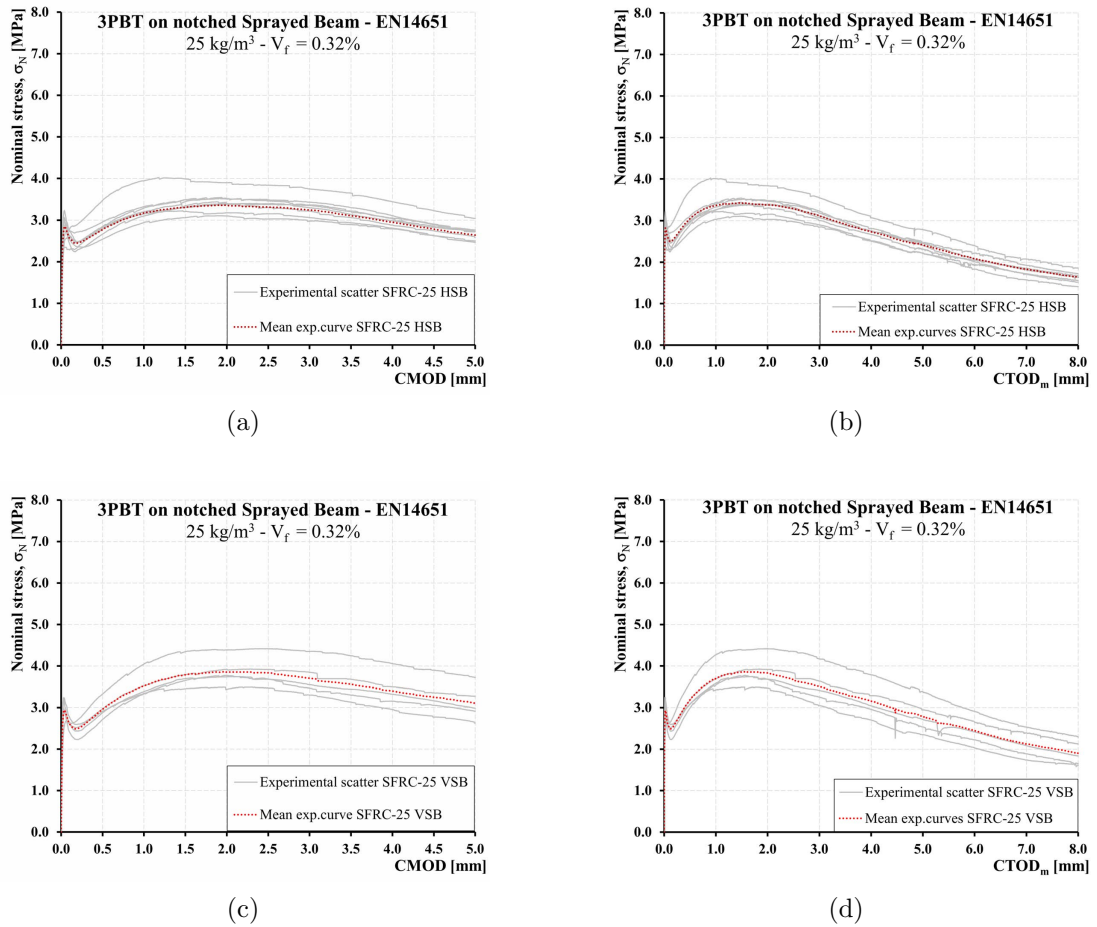 3PBT on notched Sprayed Beam - EN14651
25 kg/m³ - V_f = 0.32%
Nominal stress, σ_N [MPa]
8.0
7.0
6.0
5.0
4.0
3.0
2.0
1.0
0.0
Experimental scatter SFRC-25 HSB
Mean exp.curve SFRC-25 HSB
0.0 0.5 1.0 1.5 2.0 2.5 3.0 3.5 4.0 4.5 5.0
CMOD [mm]
(a)
3PBT on notched Sprayed Beam - EN14651
25 kg/m³ - V_f = 0.32%
Nominal stress, σ_N [MPa]
8.0
7.0
6.0
5.0
4.0
3.0
2.0
1.0
0.0
Experimental scatter SFRC-25 HSB
Mean exp.curves SFRC-25 HSB
0.0 1.0 2.0 3.0 4.0 5.0 6.0 7.0 8.0
CTOD_m [mm]
(b)
3PBT on notched Sprayed Beam - EN14651
25 kg/m³ - V_f = 0.32%
Nominal stress, σ_N [MPa]
8.0
7.0
6.0
5.0
4.0
3.0
2.0
1.0
0.0
Experimental scatter SFRC-25 VSB
Mean exp.curve SFRC-25 VSB
0.0 0.5 1.0 1.5 2.0 2.5 3.0 3.5 4.0 4.5 5.0
CMOD [mm]
(c)
3PBT on notched Sprayed Beam - EN14651
25 kg/m³ - V_f = 0.32%
Nominal stress, σ_N [MPa]
8.0
7.0
6.0
5.0
4.0
3.0
2.0
1.0
0.0
Experimental scatter SFRC-25 VSB
Mean exp.curves SFRC-25 VSB
0.0 1.0 2.0 3.0 4.0 5.0 6.0 7.0 8.0
CTOD_m [mm]
(d)